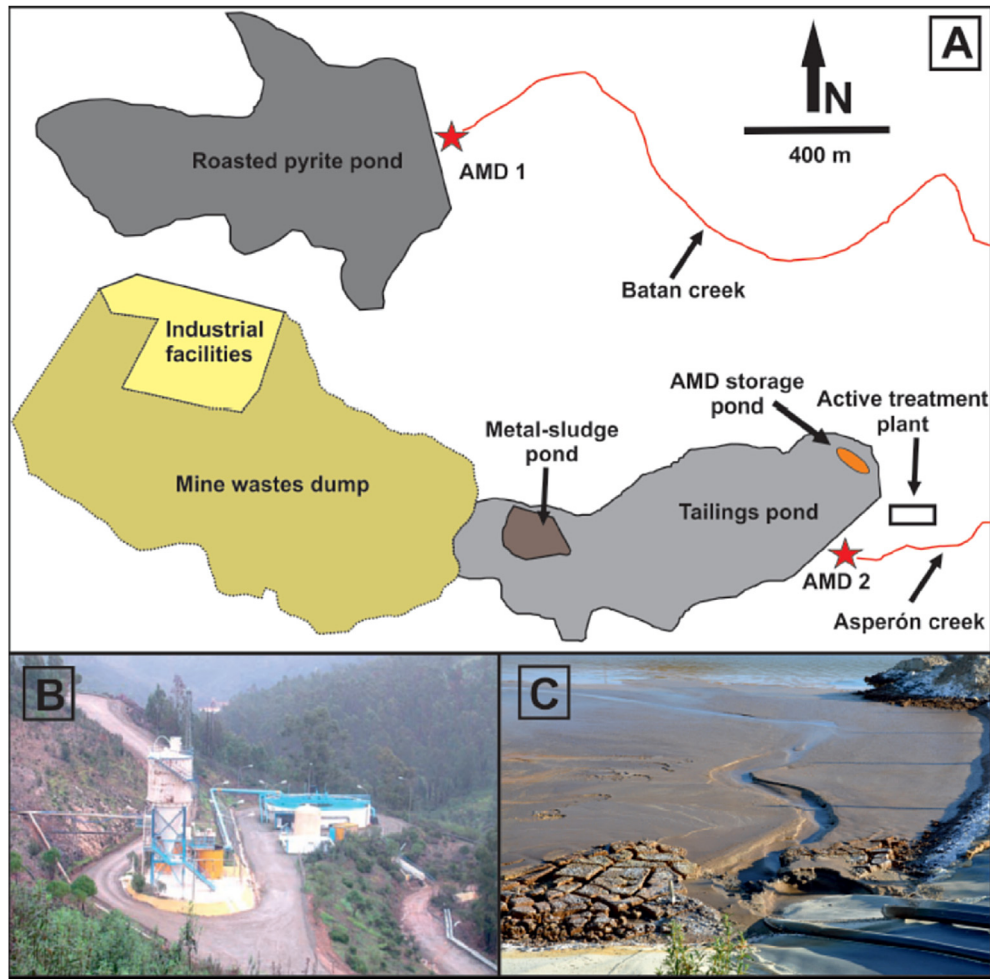 A
N
400 m
Roasted pyrite pond
AMD 1
Batan creek
Industrial
facilities
AMD storage
pond
Active treatment
plant
Metal-sludge
pond
Mine wastes dump
Tailings pond
AMD 2
Asperón creek
B
C